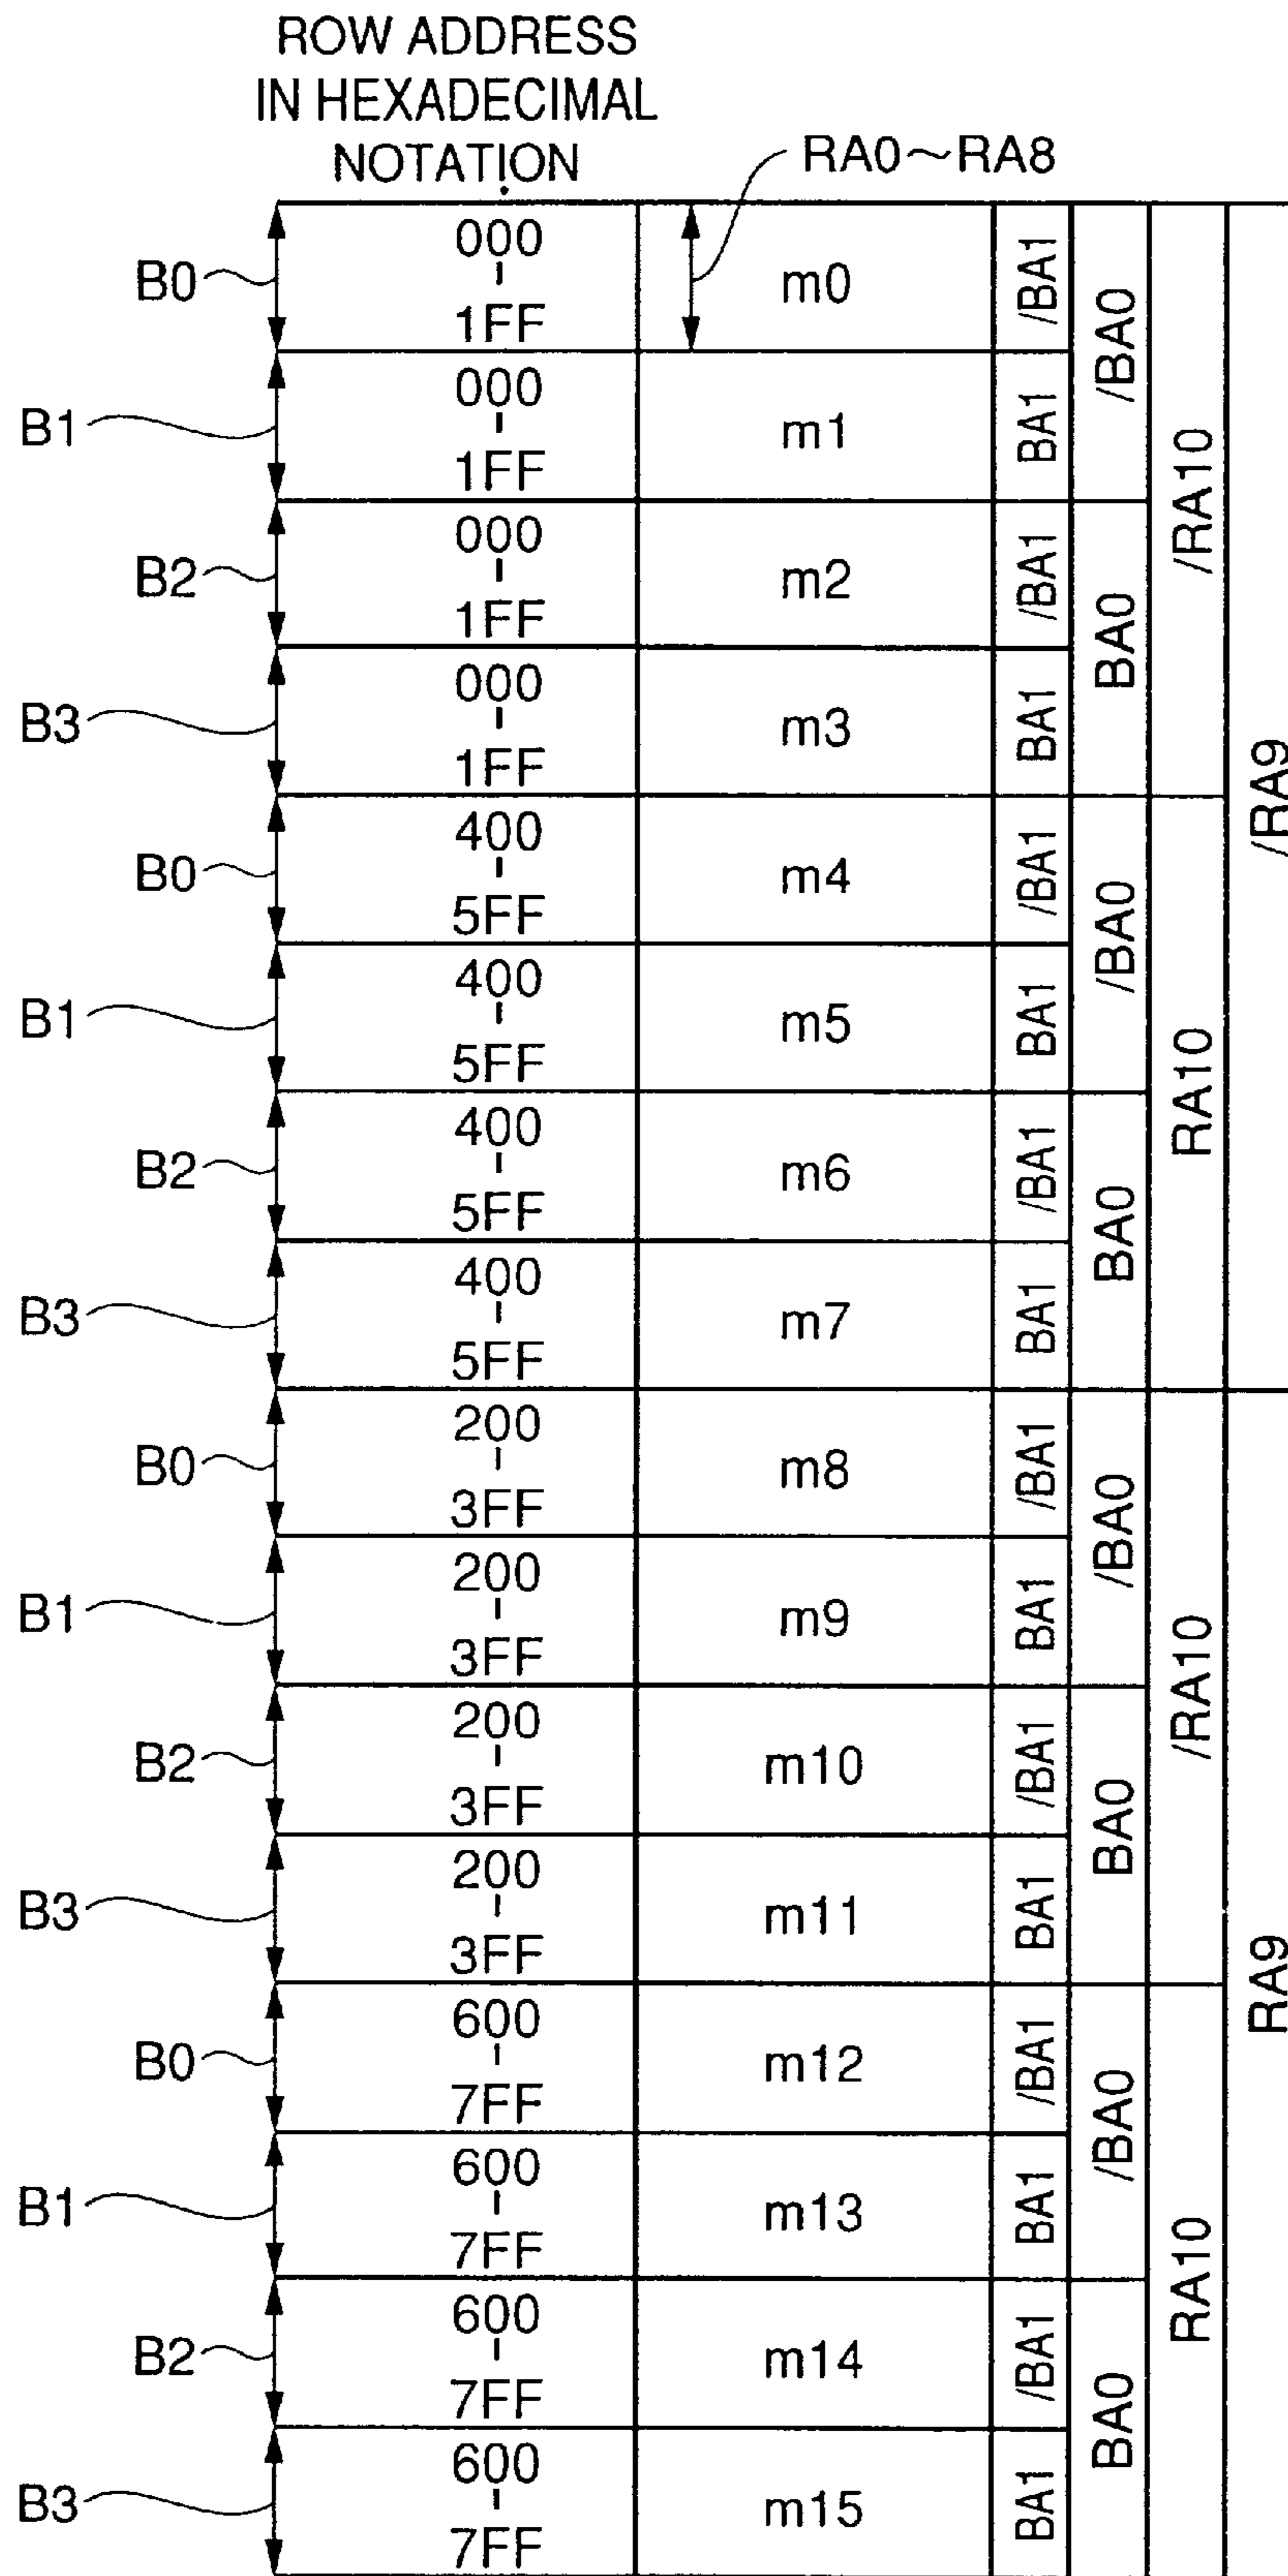 ROW ADDRESS
IN HEXADECIMAL
NOTATION
RA0~RA8
B0 000-1FF m0 /BA1
/BA0
/RA10
/RA9
B1 000-1FF m1 BA1
B2 000-1FF m2 /BA1
BA0
B3 000-1FF m3 BA1
B0 400-5FF m4 /BA1
/BA0
RA10
B1 400-5FF m5 BA1
B2 400-5FF m6 /BA1
BA0
B3 400-5FF m7 BA1
B0 200-3FF m8 /BA1
/BA0
/RA10
RA9
B1 200-3FF m9 BA1
B2 200-3FF m10 /BA1
BA0
B3 200-3FF m11 BA1
B0 600-7FF m12 /BA1
/BA0
RA10
B1 600-7FF m13 BA1
B2 600-7FF m14 /BA1
BA0
B3 600-7FF m15 BA1